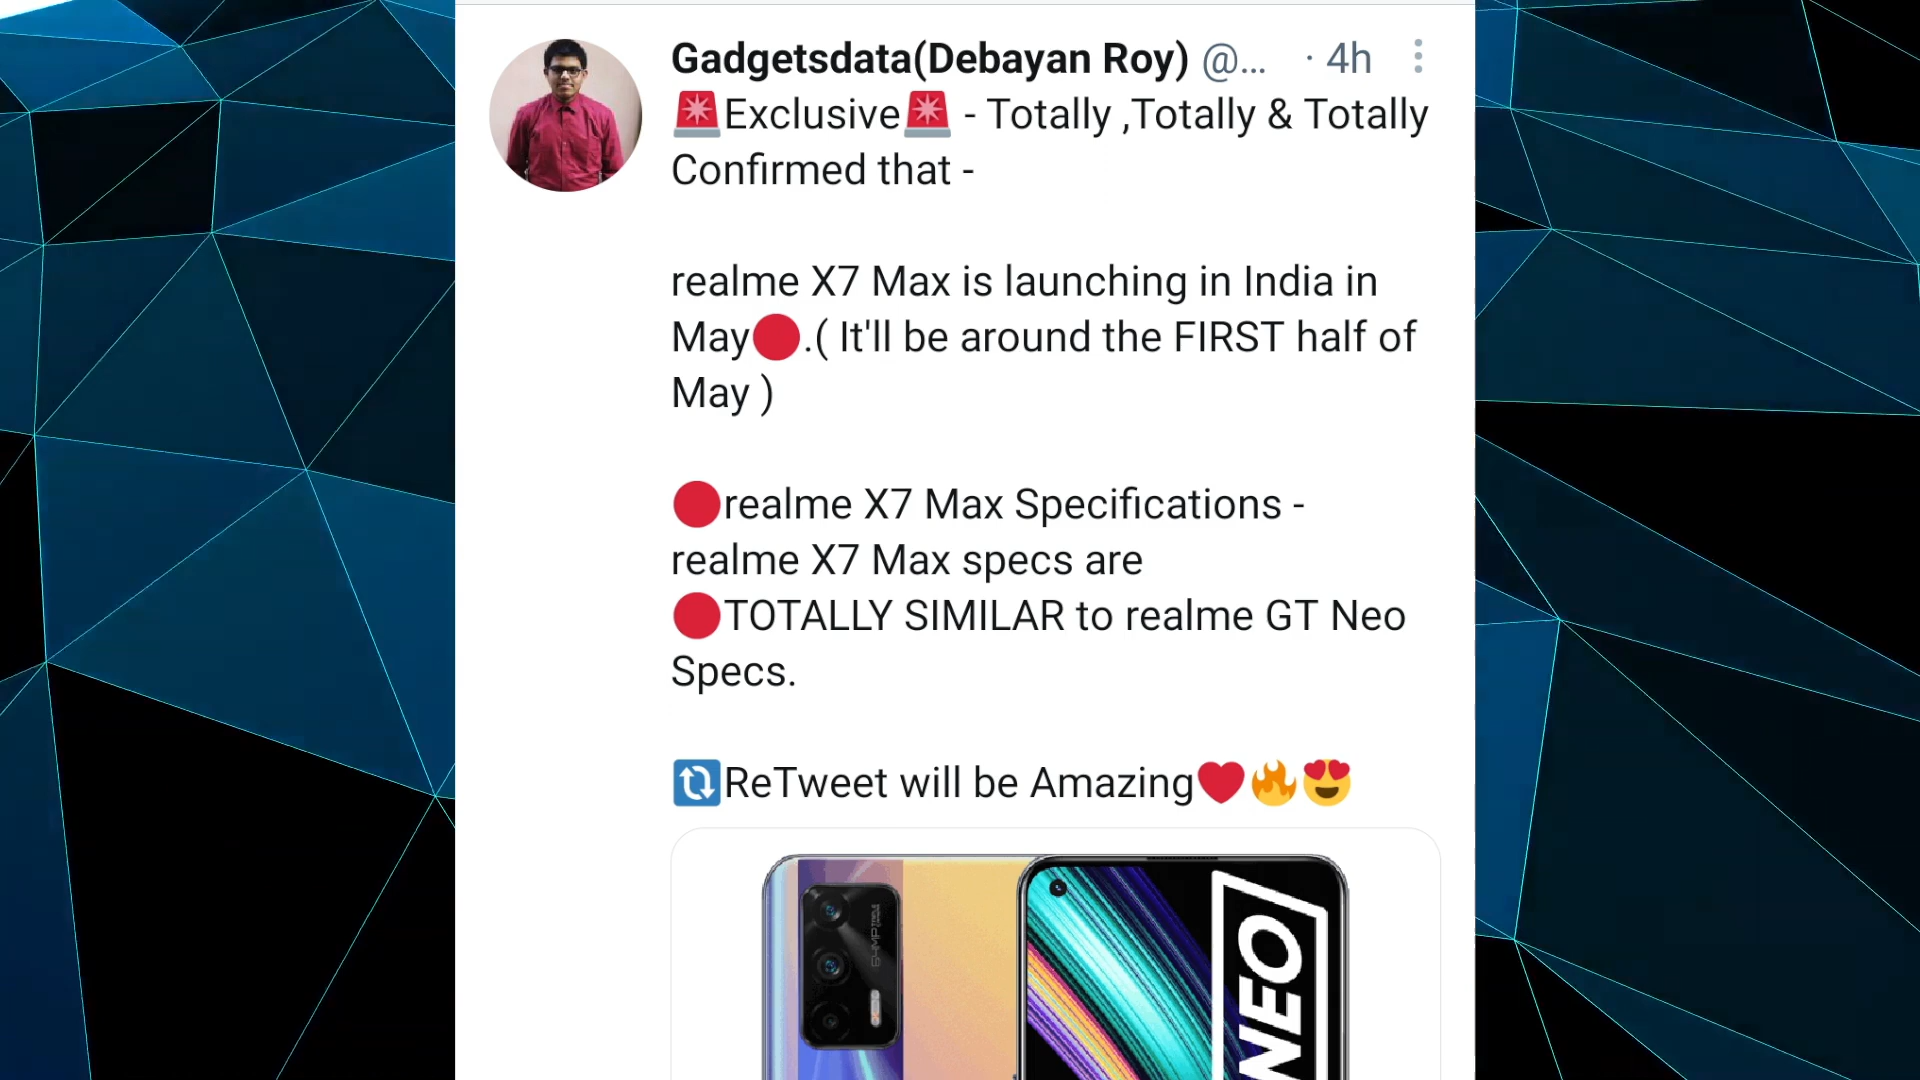 Gadgetsdata(Debayan Roy) @... · 4h
🚨Exclusive🚨 - Totally ,Totally & Totally
Confirmed that -
realme X7 Max is launching in India in
May🔴.( It'll be around the FIRST half of
May )
🔴realme X7 Max Specifications -
realme X7 Max specs are
🔴TOTALLY SIMILAR to realme GT Neo
Specs.
🔃ReTweet will be Amazing❤️🔥😍
NEO